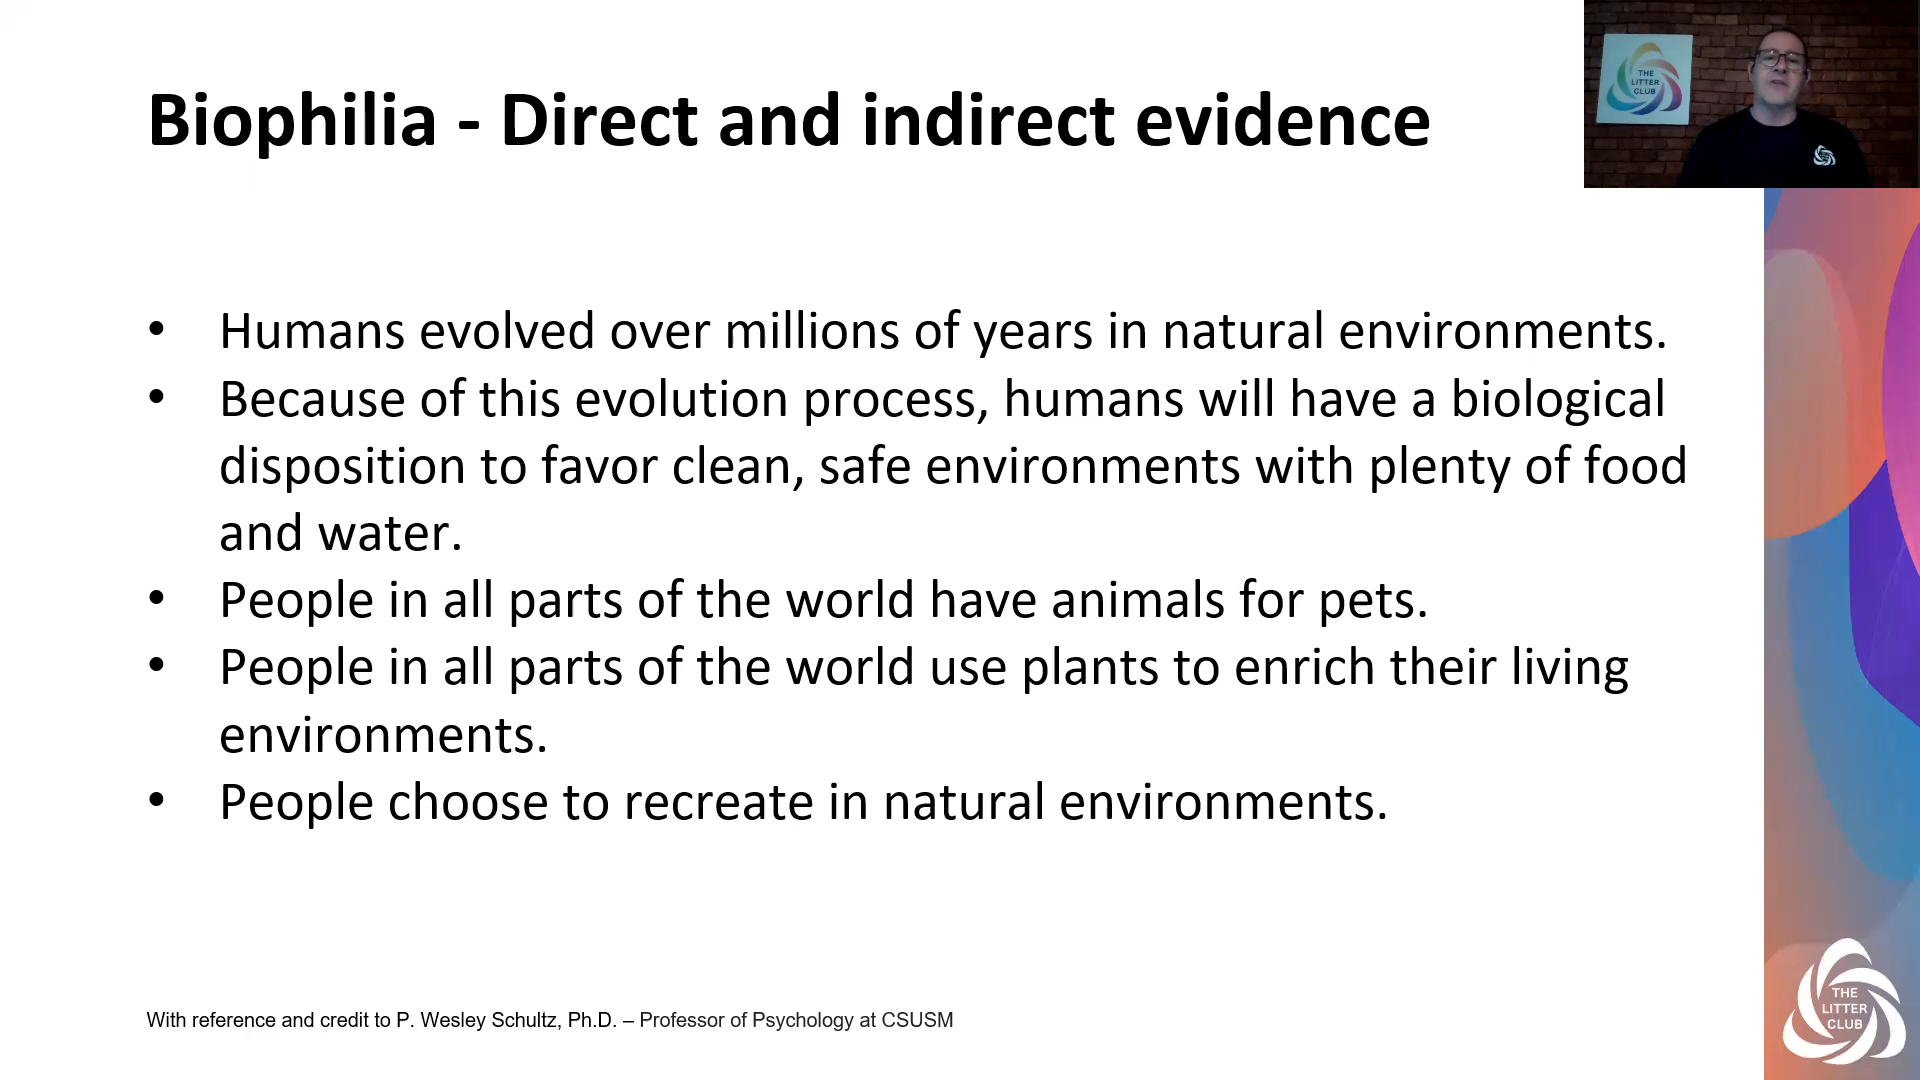 Biophilia - Direct and indirect evidence
THE
LITTER
CLUB
• Humans evolved over millions of years in natural environments.
• Because of this evolution process, humans will have a biological
disposition to favor clean, safe environments with plenty of food
and water.
• People in all parts of the world have animals for pets.
• People in all parts of the world use plants to enrich their living
environments.
• People choose to recreate in natural environments.
With reference and credit to P. Wesley Schultz, Ph.D. – Professor of Psychology at CSUSM
THE
LITTER
CLUB